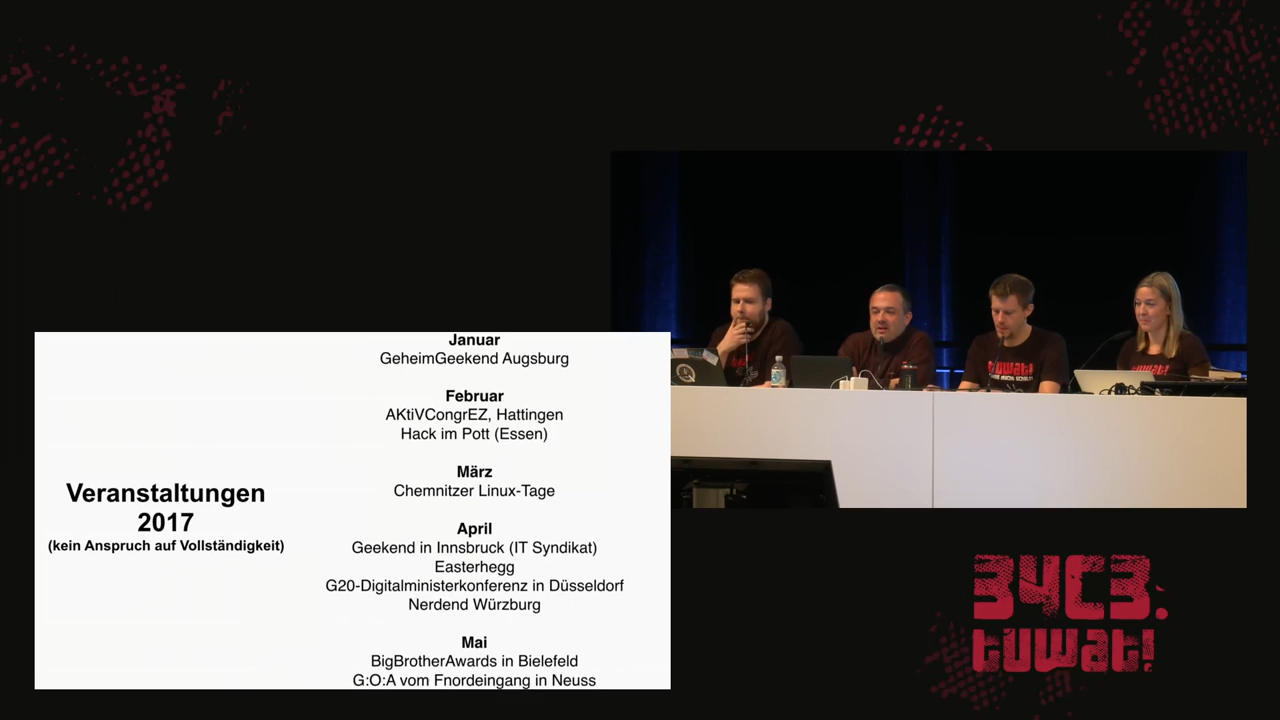 Januar
GeheimGeekend Augsburg
Februar
AKtiVCongrEZ, Hattingen
Hack im Pott (Essen)
März
Chemnitzer Linux-Tage
Veranstaltungen
2017
(kein Anspruch auf Vollständigkeit)
April
Geekend in Innsbruck (IT Syndikat)
Easterhegg
G20-Digitalministerkonferenz in Düsseldorf
Nerdend Würzburg
Mai
BigBrotherAwards in Bielefeld
G:O:A vom Fnordeingang in Neuss
tuwat!
tuwat!
34C3.
tuwat!